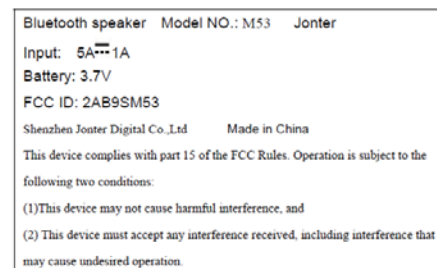 Bluetooth speaker Model NO.: M53 Jonter
Input: 5A⎓1A
Battery: 3.7V
FCC ID: 2AB9SM53
Shenzhen Jonter Digital Co.,Ltd Made in China
This device complies with part 15 of the FCC Rules. Operation is subject to the
following two conditions:
(1)This device may not cause harmful interference, and
(2) This device must accept any interference received, including interference that
may cause undesired operation.